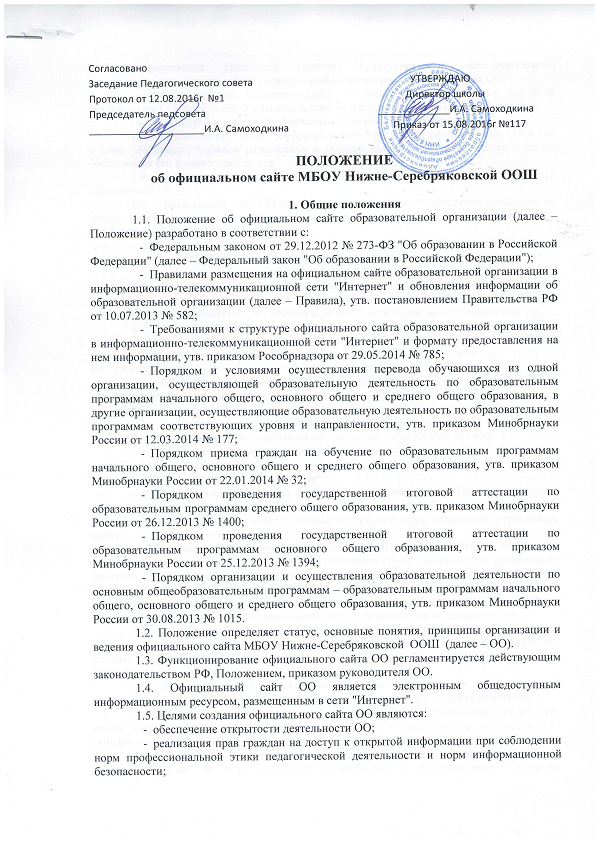 Согласовано
Заседание Педагогического совета
Протокол от 12.08.2016г №1
Председатель педсовета
И.А. Самоходкина
УТВЕРЖДАЮ
Директор школы
И.А. Самоходкина
Приказ от 15.08.2016г №117
ПОЛОЖЕНИЕ
об официальном сайте МБОУ Нижне-Серебряковской ООШ
1. Общие положения
1.1. Положение об официальном сайте образовательной организации (далее –
Положение) разработано в соответствии с:
- Федеральным законом от 29.12.2012 № 273-ФЗ "Об образовании в Российской
Федерации" (далее – Федеральный закон "Об образовании в Российской Федерации");
- Правилами размещения на официальном сайте образовательной организации в
информационно-телекоммуникационной сети "Интернет" и обновления информации об
образовательной организации (далее – Правила), утв. постановлением Правительства РФ
от 10.07.2013 № 582;
- Требованиями к структуре официального сайта образовательной организации
в информационно-телекоммуникационной сети "Интернет" и формату предоставления на
нем информации, утв. приказом Рособрнадзора от 29.05.2014 № 785;
- Порядком и условиями осуществления перевода обучающихся из одной
организации, осуществляющей образовательную деятельность по образовательным
программам начального общего, основного общего и среднего общего образования, в
другие организации, осуществляющие образовательную деятельность по образовательным
программам соответствующих уровня и направленности, утв. приказом Минобрнауки
России от 12.03.2014 № 177;
- Порядком приема граждан на обучение по образовательным программам
начального общего, основного общего и среднего общего образования, утв. приказом
Минобрнауки России от 22.01.2014 № 32;
- Порядком проведения государственной итоговой аттестации по
образовательным программам среднего общего образования, утв. приказом Минобрнауки
России от 26.12.2013 № 1400;
- Порядком проведения государственной итоговой аттестации по
образовательным программам основного общего образования, утв. приказом
Минобрнауки России от 25.12.2013 № 1394;
- Порядком организации и осуществления образовательной деятельности по
основным общеобразовательным программам – образовательным программам начального
общего, основного общего и среднего общего образования, утв. приказом Минобрнауки
России от 30.08.2013 № 1015.
1.2. Положение определяет статус, основные понятия, принципы организации и
ведения официального сайта МБОУ Нижне-Серебряковской ООШ (далее – ОО).
1.3. Функционирование официального сайта ОО регламентируется действующим
законодательством РФ, Положением, приказом руководителя ОО.
1.4. Официальный сайт ОО является электронным общедоступным
информационным ресурсом, размещенным в сети "Интернет".
1.5. Целями создания официального сайта ОО являются:
- обеспечение открытости деятельности ОО;
- реализация прав граждан на доступ к открытой информации при соблюдении
норм профессиональной этики педагогической деятельности и норм информационной
безопасности;